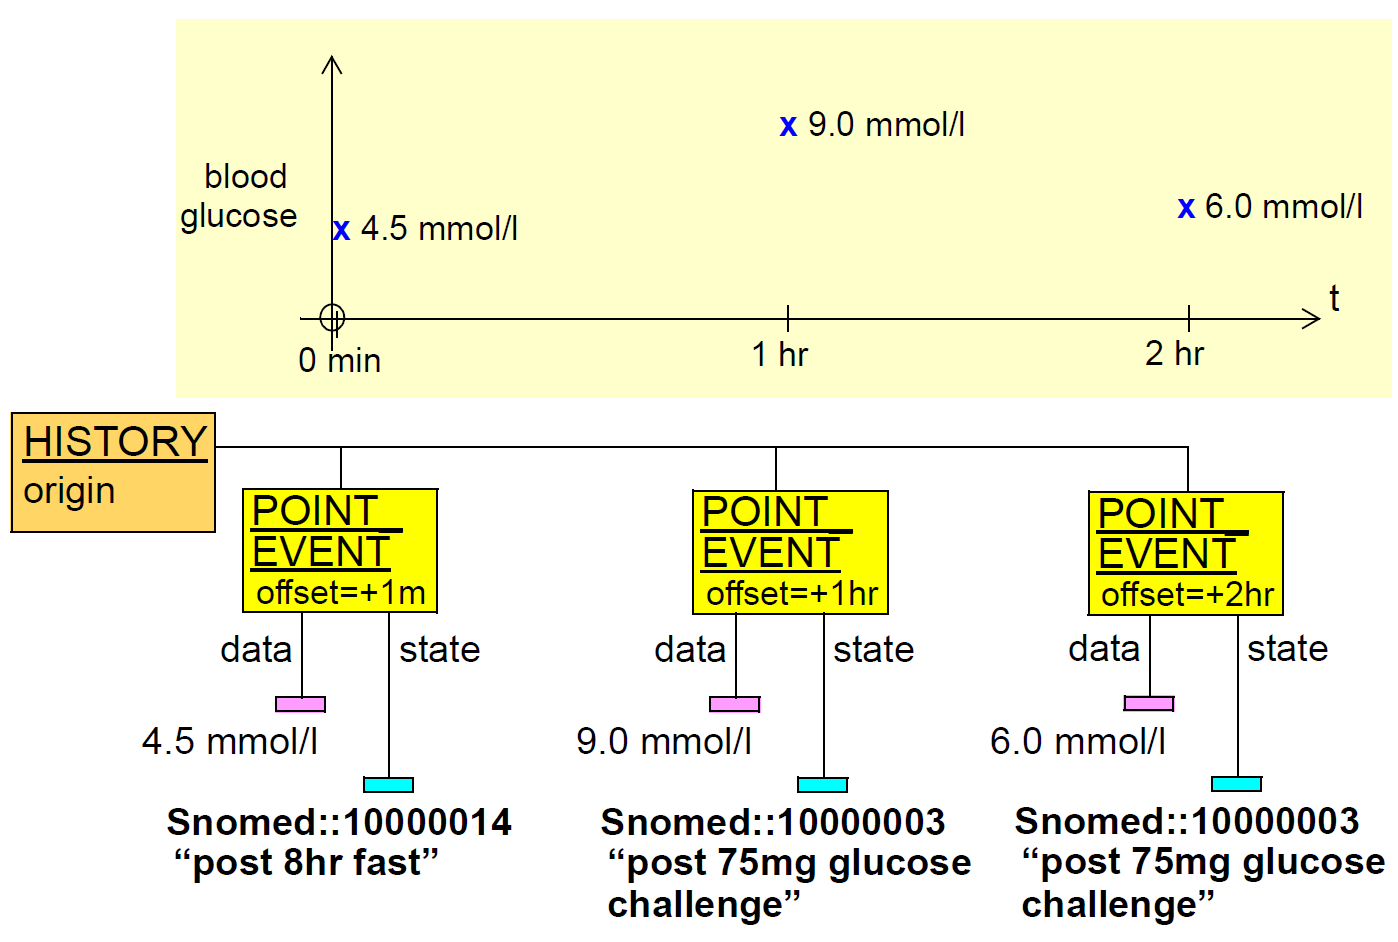 blood
glucose
x 9.0 mmol/l
x 6.0 mmol/l
x 4.5 mmol/l
t
0 min
1 hr
2 hr
HISTORY
origin
POINT_
EVENT
offset=+1m
POINT_
EVENT
offset=+1hr
POINT_
EVENT
offset=+2hr
data
state
data
state
data
state
4.5 mmol/l
9.0 mmol/l
6.0 mmol/l
Snomed::10000014
“post 8hr fast”
Snomed::10000003
“post 75mg glucose
challenge”
Snomed::10000003
“post 75mg glucose
challenge”